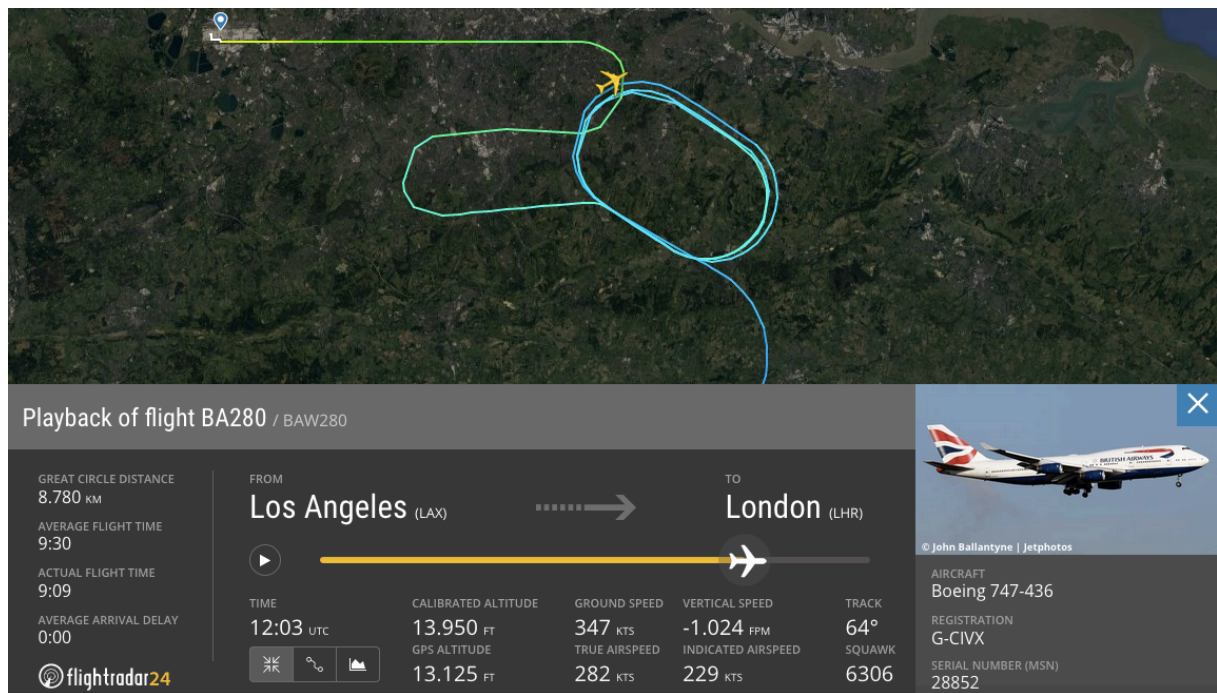 Playback of flight BA280 / BAW280
GREAT CIRCLE DISTANCE
8.780 KM
AVERAGE FLIGHT TIME
9:30
ACTUAL FLIGHT TIME
9:09
AVERAGE ARRIVAL DELAY
0:00
flightradar24
FROM
Los Angeles (LAX)
TO
London (LHR)
TIME
12:03 UTC
CALIBRATED ALTITUDE
13.950 FT
GPS ALTITUDE
13.125 FT
GROUND SPEED
347 KTS
TRUE AIRSPEED
282 KTS
VERTICAL SPEED
-1.024 FPM
INDICATED AIRSPEED
229 KTS
TRACK
64°
SQUAWK
6306
BRITISH AIRWAYS
© John Ballantyne | Jetphotos
AIRCRAFT
Boeing 747-436
REGISTRATION
G-CIVX
SERIAL NUMBER (MSN)
28852